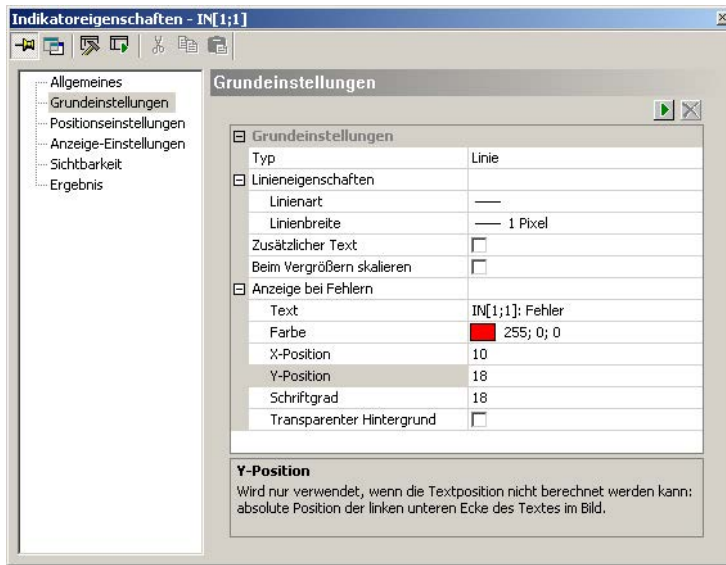 Indikatoreigenschaften - IN[1;1]
Allgemeines
Grundeinstellungen
Positionseinstellungen
Anzeige-Einstellungen
Sichtbarkeit
Ergebnis
Grundeinstellungen
Grundeinstellungen
Typ Linie
Linieneigenschaften
Linienart
Linienbreite 1 Pixel
Zusätzlicher Text
Beim Vergrößern skalieren
Anzeige bei Fehlern
Text IN[1;1]: Fehler
Farbe 255; 0; 0
X-Position 10
Y-Position 18
Schriftgrad 18
Transparenter Hintergrund
Y-Position
Wird nur verwendet, wenn die Textposition nicht berechnet werden kann:
absolute Position der linken unteren Ecke des Textes im Bild.